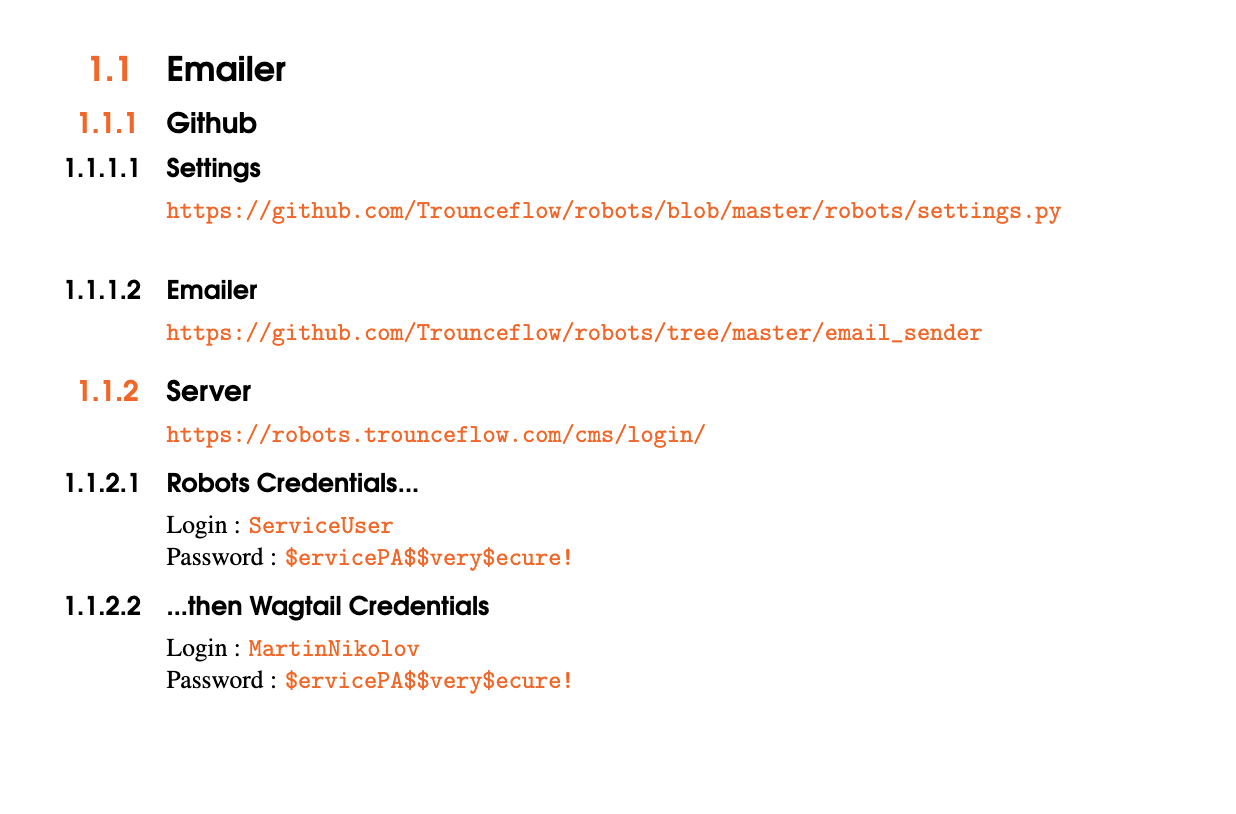 1.1 Emailer
1.1.1 Github
1.1.1.1 Settings
https://github.com/Trounceflow/robots/blob/master/robots/settings.py
1.1.1.2 Emailer
https://github.com/Trounceflow/robots/tree/master/email_sender
1.1.2 Server
https://robots.trounceflow.com/cms/login/
1.1.2.1 Robots Credentials...
Login : ServiceUser
Password : $ervicePA$$very$ecure!
1.1.2.2 ...then Wagtail Credentials
Login : MartinNikolov
Password : $ervicePA$$very$ecure!